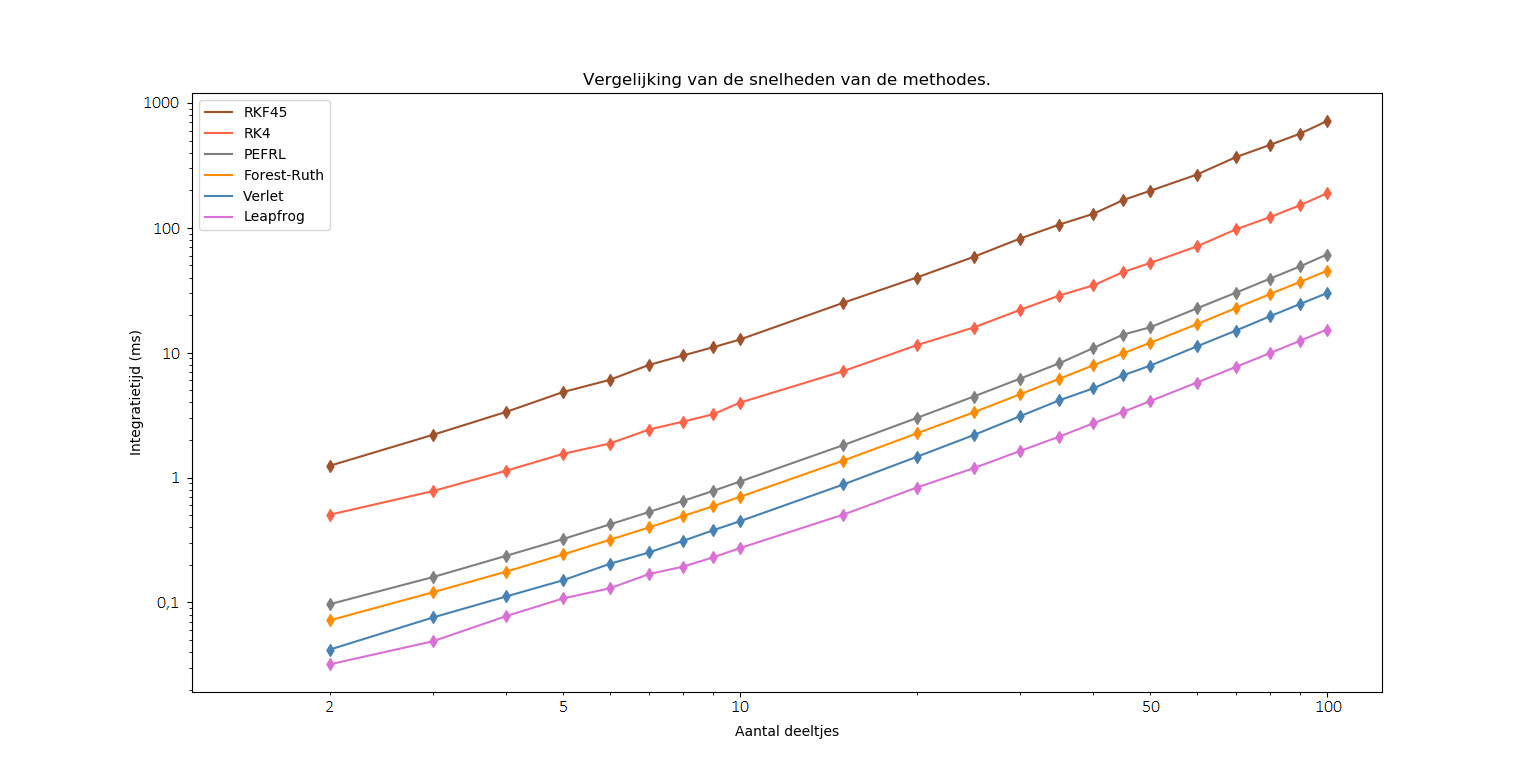 Vergelijking van de snelheden van de methodes.
1000
100
10
1
0,1
Integratietijd (ms)
RKF45
RK4
PEFRL
Forest-Ruth
Verlet
Leapfrog
2
5
10
50
100
Aantal deeltjes